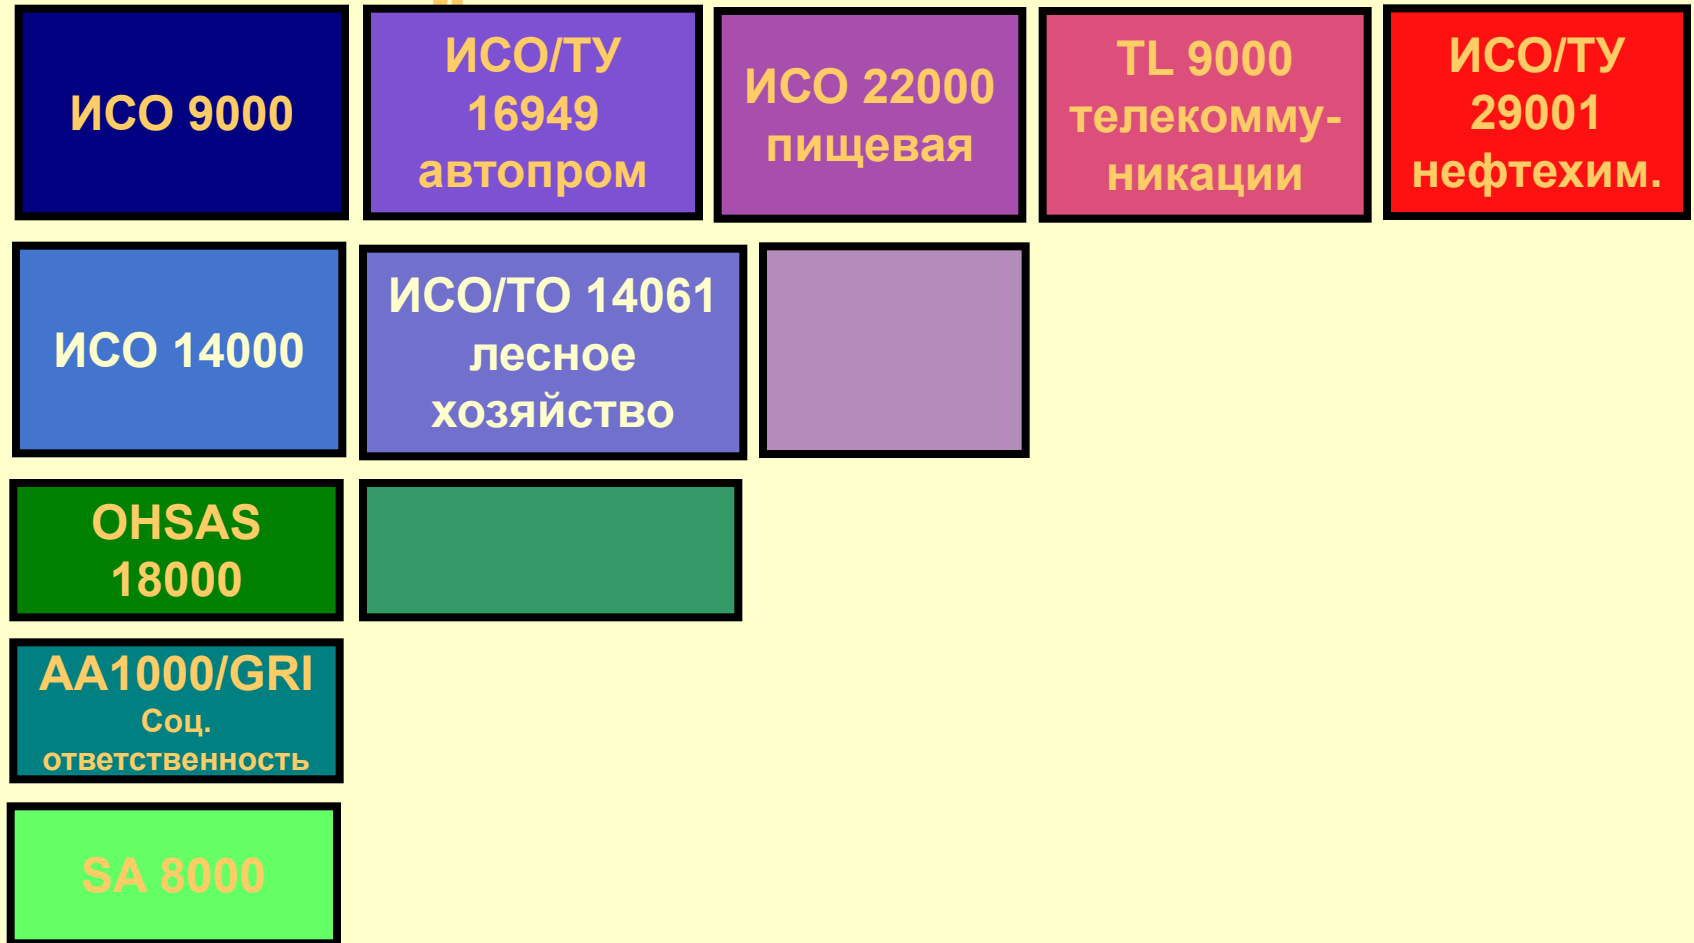 ИСО 9000
ИСО/ТУ
16949
автопром
ИСО 22000
пищевая
TL 9000
телекомму-
никации
ИСО/ТУ
29001
нефтехим.
ИСО 14000
ИСО/ТО 14061
лесное
хозяйство
OHSAS
18000
AA1000/GRI
Соц.
ответственность
SA 8000